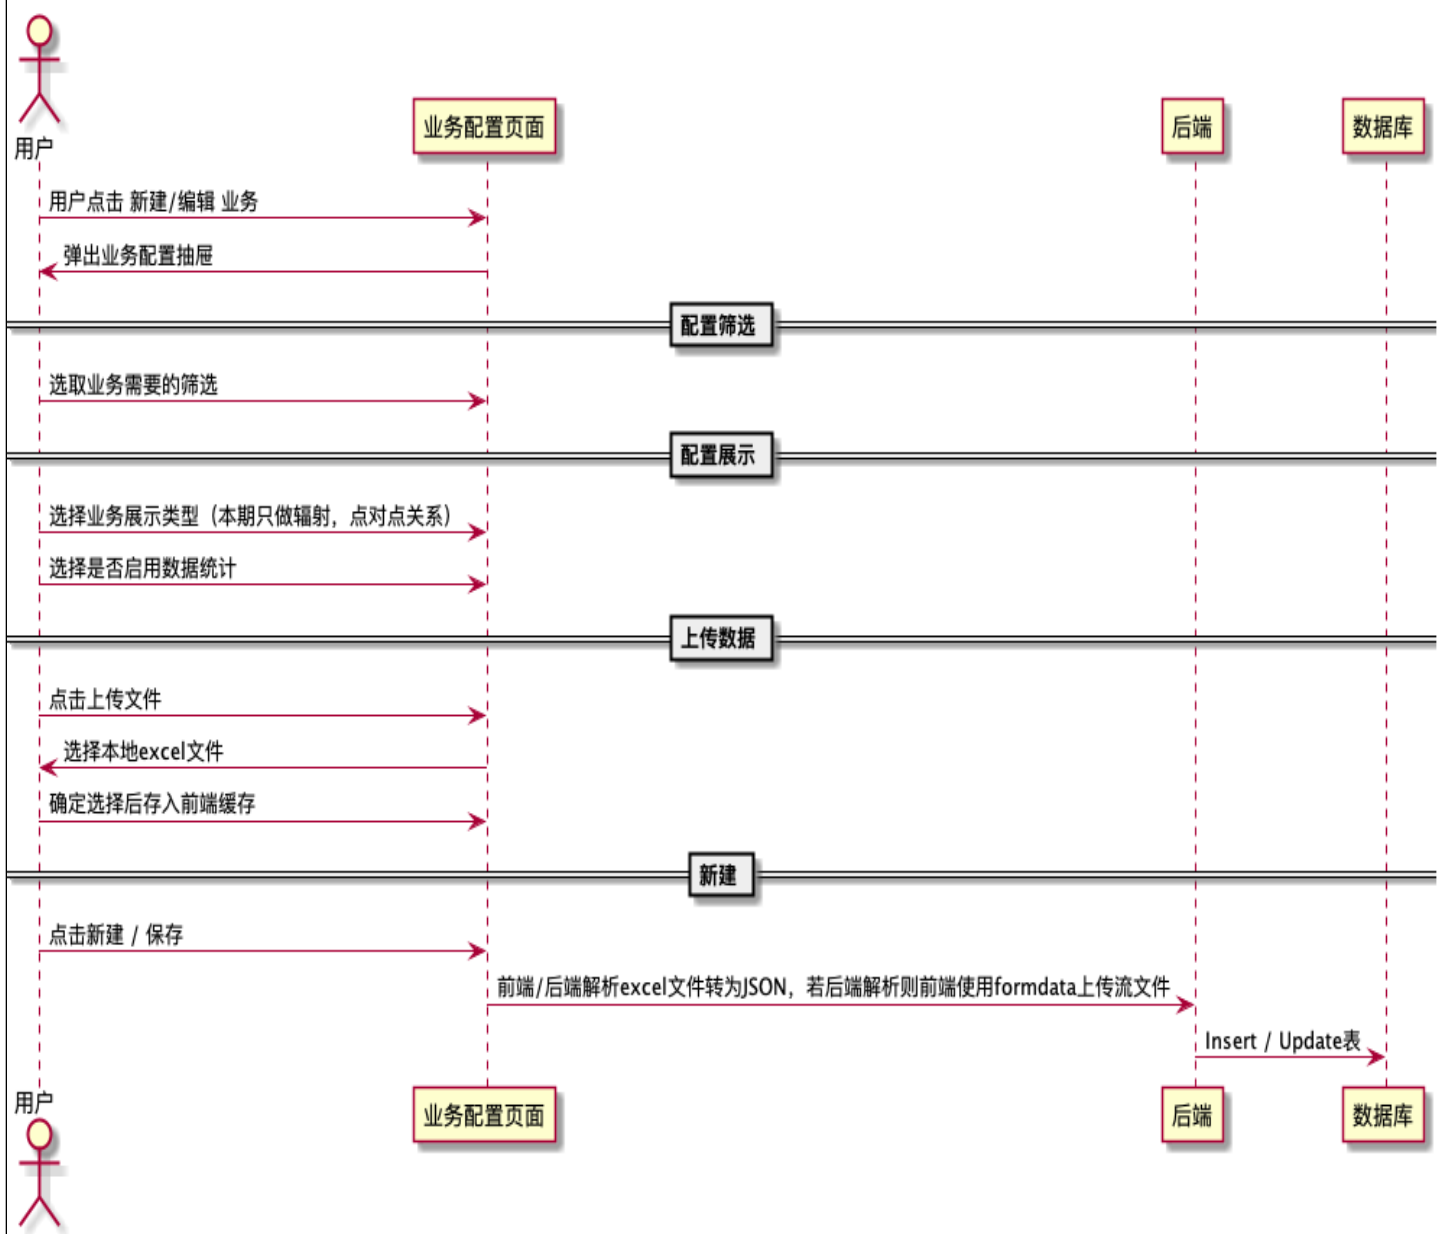 用户
业务配置页面
后端
数据库
用户点击 新建/编辑 业务
弹出业务配置抽屉
配置筛选
选取业务需要的筛选
配置展示
选择业务展示类型（本期只做辐射，点对点关系）
选择是否启用数据统计
上传数据
点击上传文件
选择本地excel文件
确定选择后存入前端缓存
新建
点击新建 / 保存
前端/后端解析excel文件转为JSON，若后端解析则前端使用formdata上传流文件
Insert / Update表
用户
业务配置页面
后端
数据库